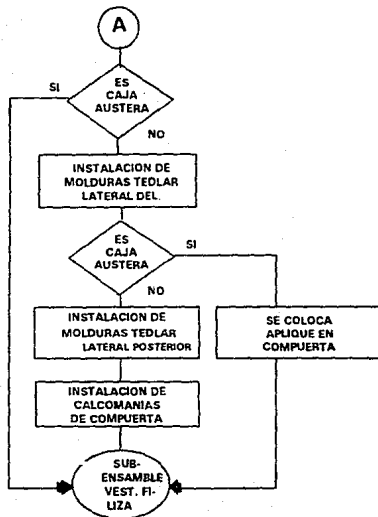 A
SI
ES
CAJA
AUSTERA
NO
INSTALACION DE
MOLDURAS TEDLAR
LATERAL DEL.
ES
CAJA
AUSTERA
SI
NO
INSTALACION DE
MOLDURAS TEDLAR
LATERAL POSTERIOR
SE COLOCA
APLIQUE EN
COMPUERTA
INSTALACION DE
CALCOMANIAS
DE COMPUERTA
SUB-
ENSAMBLE
VEST. FI-
LIZA